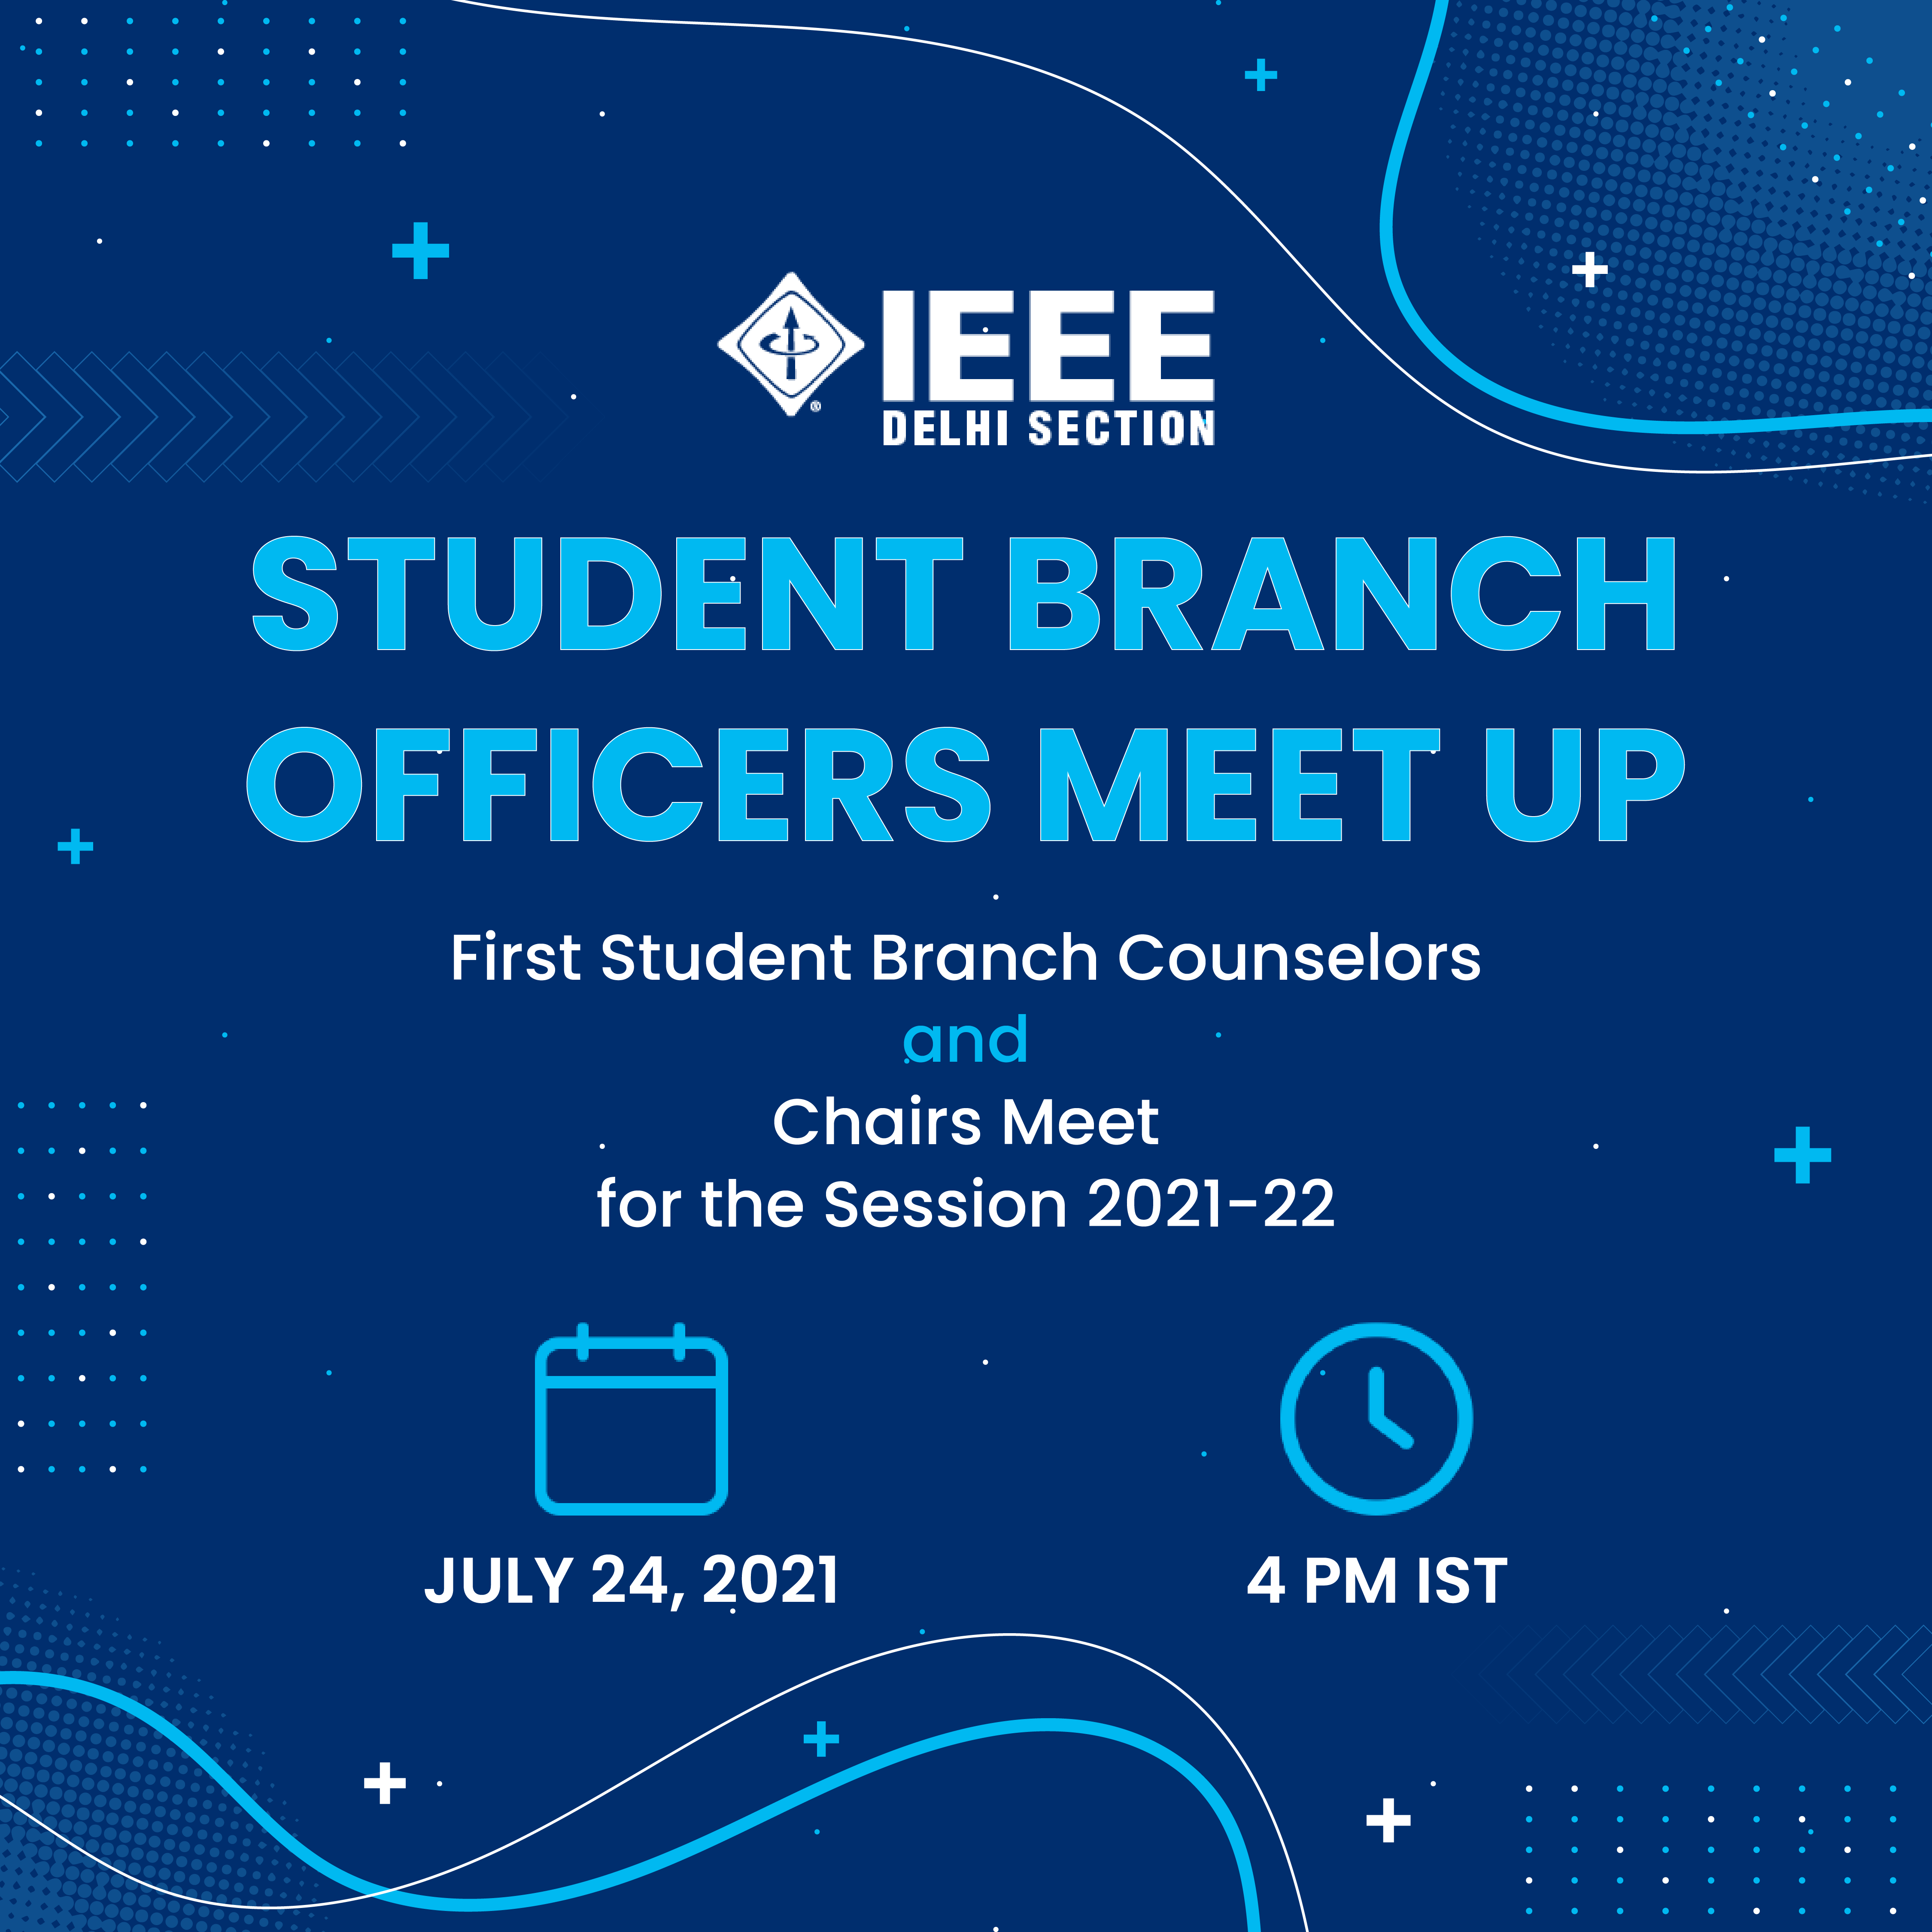 IEEE
DELHI SECTION
STUDENT BRANCH
OFFICERS MEET UP
First Student Branch Counselors
and
Chairs Meet
for the Session 2021-22
JULY 24, 2021
4 PM IST